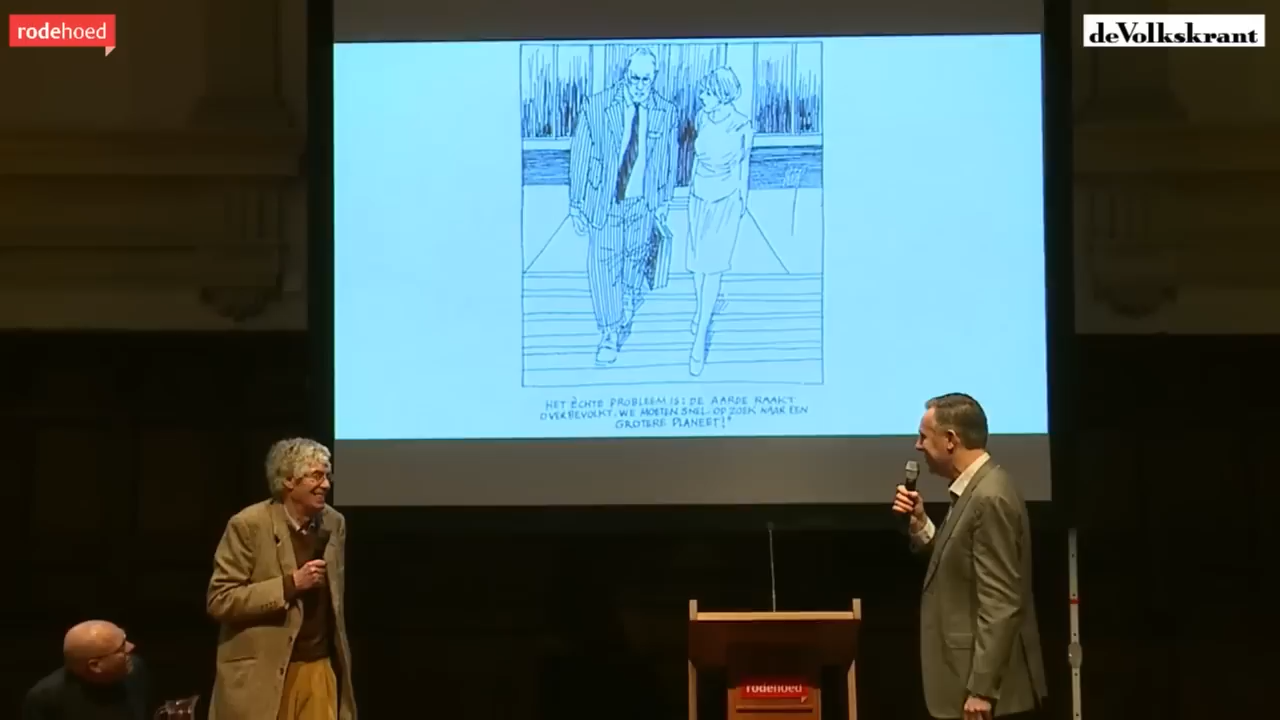 rodehoed
deVolkskrant
HET ÈCHTE PROBLEEM IS: DE AARDE RAAKT
OVERBEVOLKT. WE MOETEN SNEL OP ZOEK NAAR EEN
GROTERE PLANEET!"
rodehoed